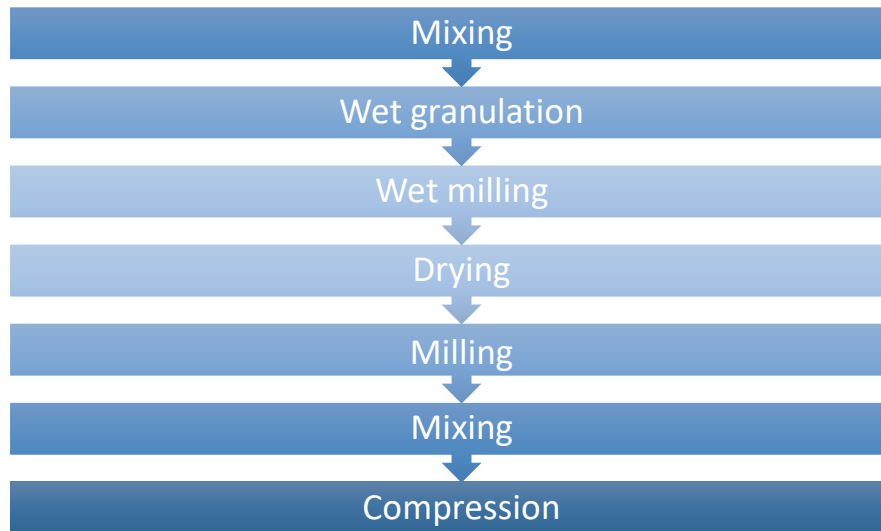 Mixing
Wet granulation
Wet milling
Drying
Milling
Mixing
Compression